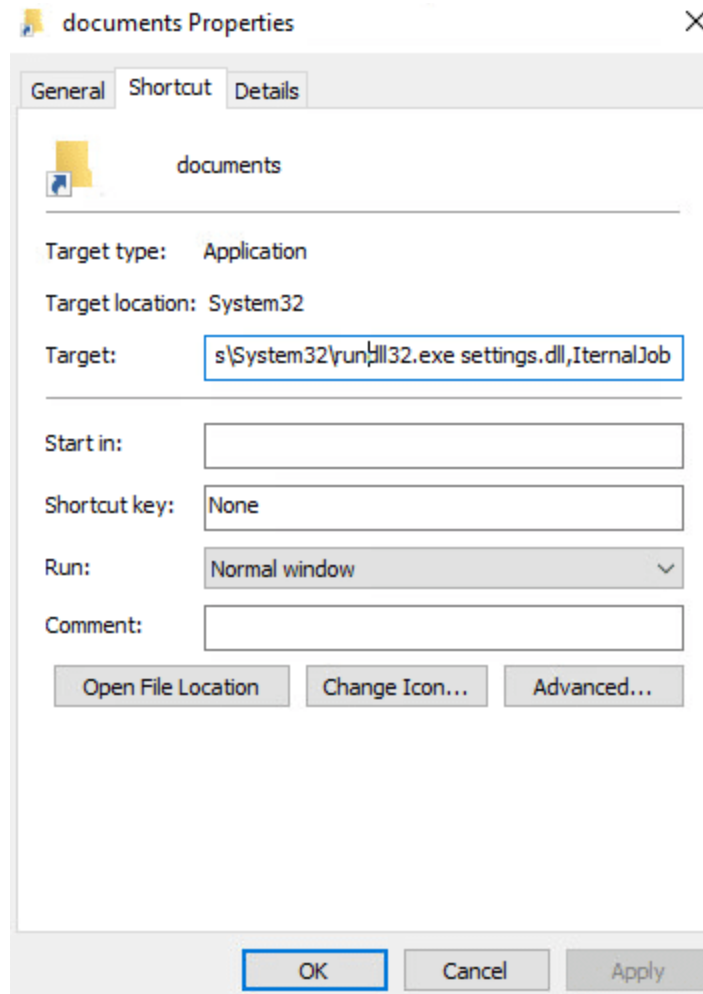 documents Properties
General Shortcut Details
documents
Target type: Application
Target location: System32
Target: s\System32\rundll32.exe settings.dll,IternalJob
Start in:
Shortcut key: None
Run: Normal window
Comment:
Open File Location Change Icon... Advanced...
OK Cancel Apply